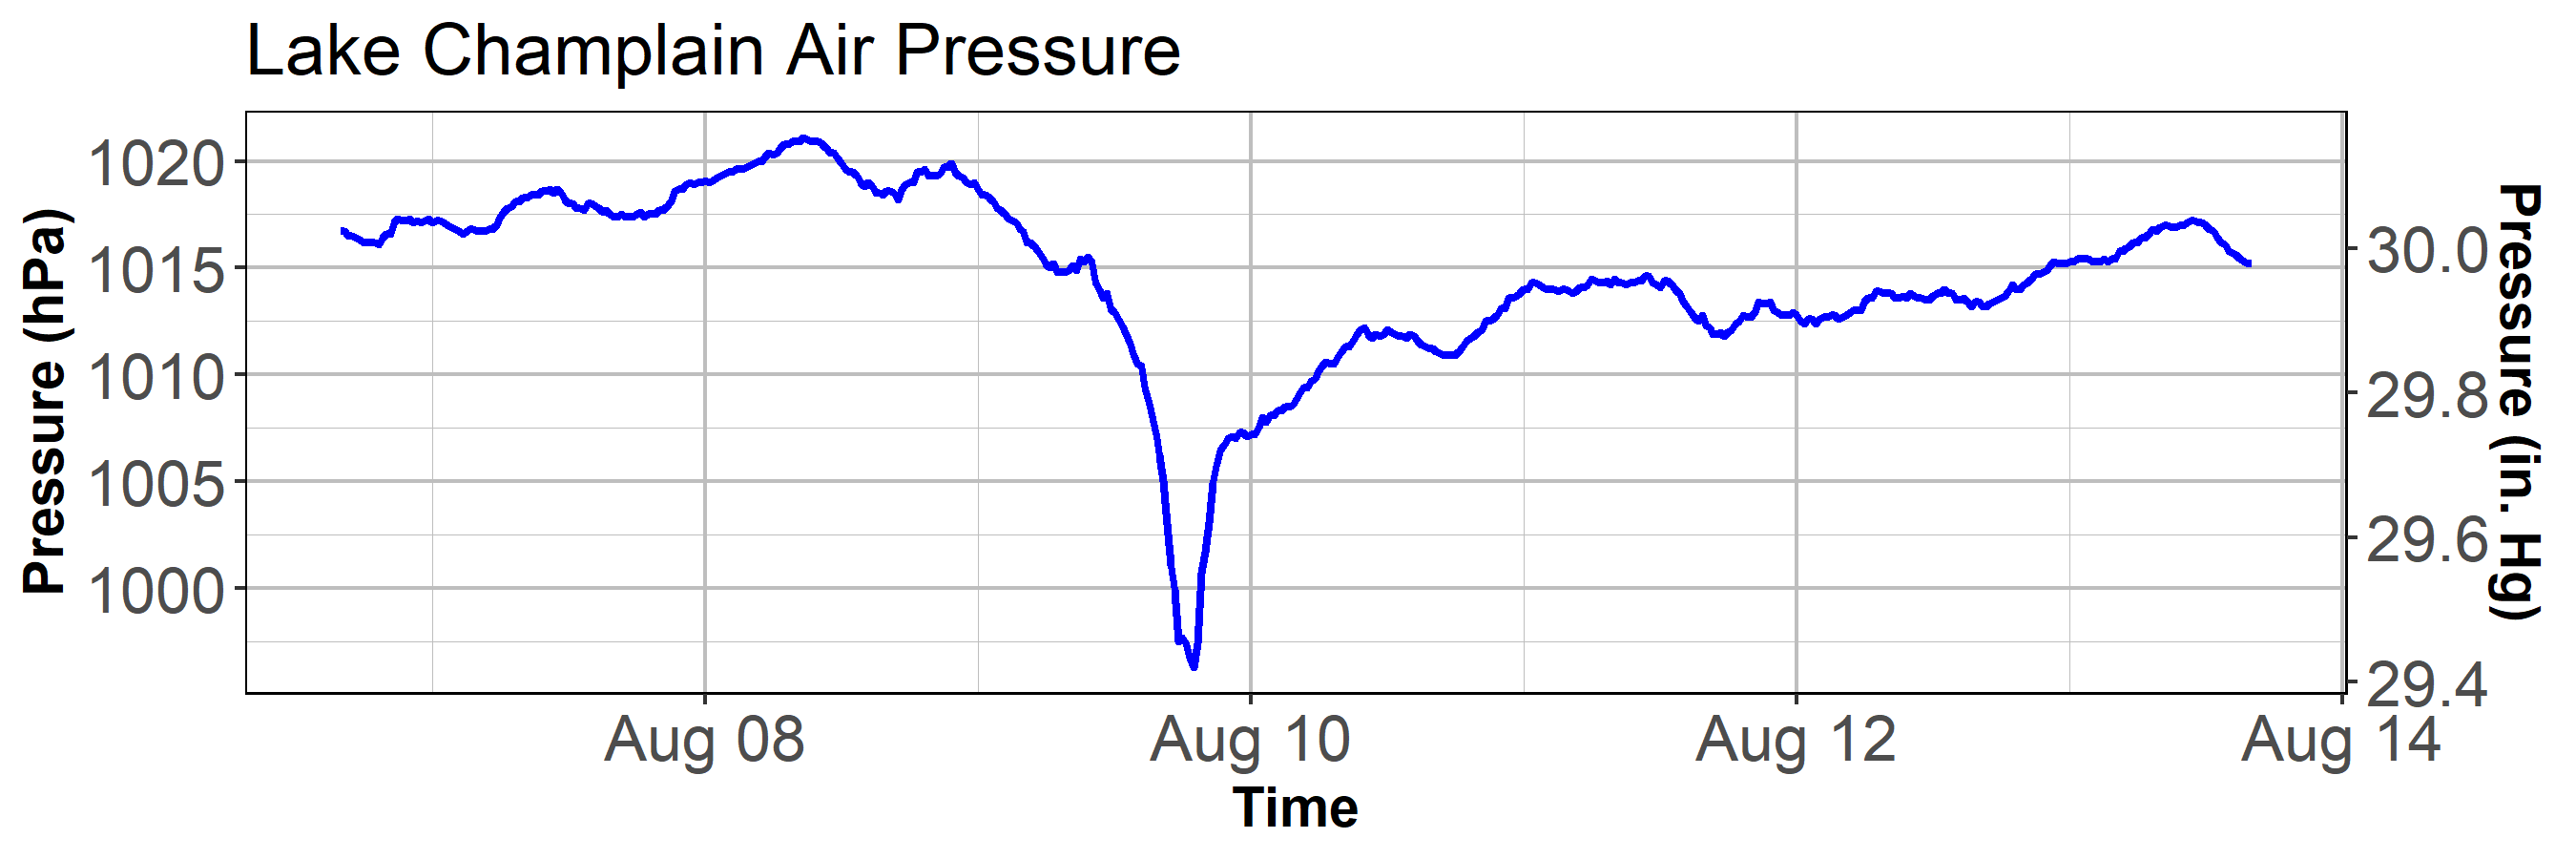 Lake Champlain Air Pressure
Pressure (hPa)
1020
1015
1010
1005
1000
30.0
29.8
29.6
29.4
Pressure (in. Hg)
Aug 08
Aug 10
Aug 12
Aug 14
Time